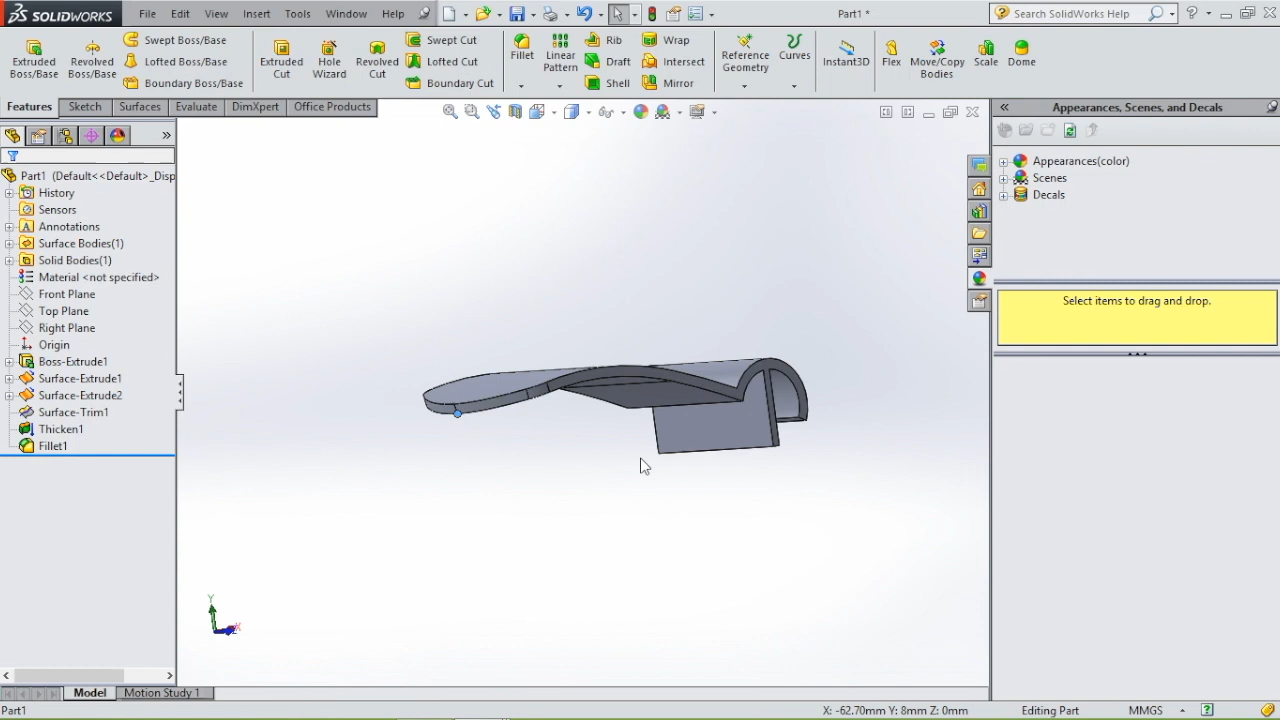 SOLIDWORKS File Edit View Insert Tools Window Help Part1 * Search SolidWorks Help
Extruded Boss/Base
Revolved Boss/Base
Swept Boss/Base
Lofted Boss/Base
Boundary Boss/Base
Extruded Cut
Hole Wizard
Revolved Cut
Swept Cut
Lofted Cut
Boundary Cut
Fillet
Linear Pattern
Rib
Draft
Shell
Wrap
Intersect
Mirror
Reference Geometry
Curves
Instant3D
Flex
Move/Copy Bodies
Scale
Dome
Features Sketch Surfaces Evaluate DimXpert Office Products
Appearances, Scenes, and Decals
Part1 (Default<<Default>_Disp
History
Sensors
Annotations
Surface Bodies(1)
Solid Bodies(1)
Material <not specified>
Front Plane
Top Plane
Right Plane
Origin
Boss-Extrude1
Surface-Extrude1
Surface-Extrude2
Surface-Trim1
Thicken1
Fillet1
Appearances(color)
Scenes
Decals
Select items to drag and drop.
Y
X
Model Motion Study 1
Part1 X: -62.70mm Y: 8mm Z: 0mm Editing Part MMGS